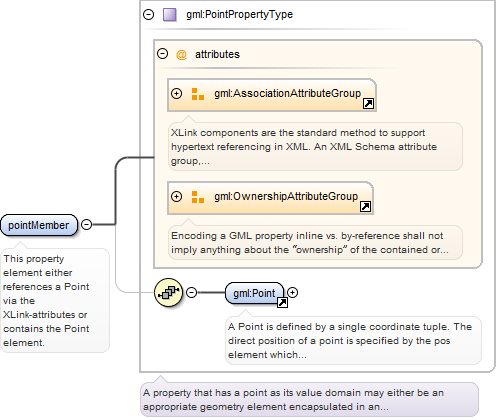 gml:PointPropertyType
@ attributes
gml:AssociationAttributeGroup
XLink components are the standard method to support
hypertext referencing in XML. An XML Schema attribute
group,...
gml:OwnershipAttributeGroup
Encoding a GML property inline vs. by-reference shall not
imply anything about the "ownership" of the contained or...
pointMember
This property
element either
references a Point
via the
XLink-attributes or
contains the Point
element.
gml:Point
A Point is defined by a single coordinate tuple. The
direct position of a point is specified by the pos
element which...
A property that has a point as its value domain may either be an
appropriate geometry element encapsulated in an...